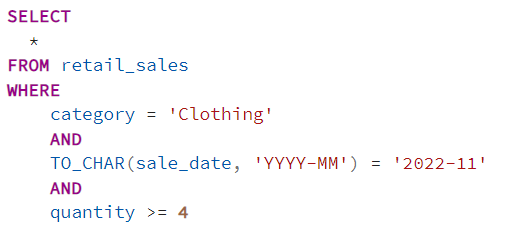 SELECT
  *
FROM retail_sales
WHERE
    category = 'Clothing'
    AND
    TO_CHAR(sale_date, 'YYYY-MM') = '2022-11'
    AND
    quantity >= 4